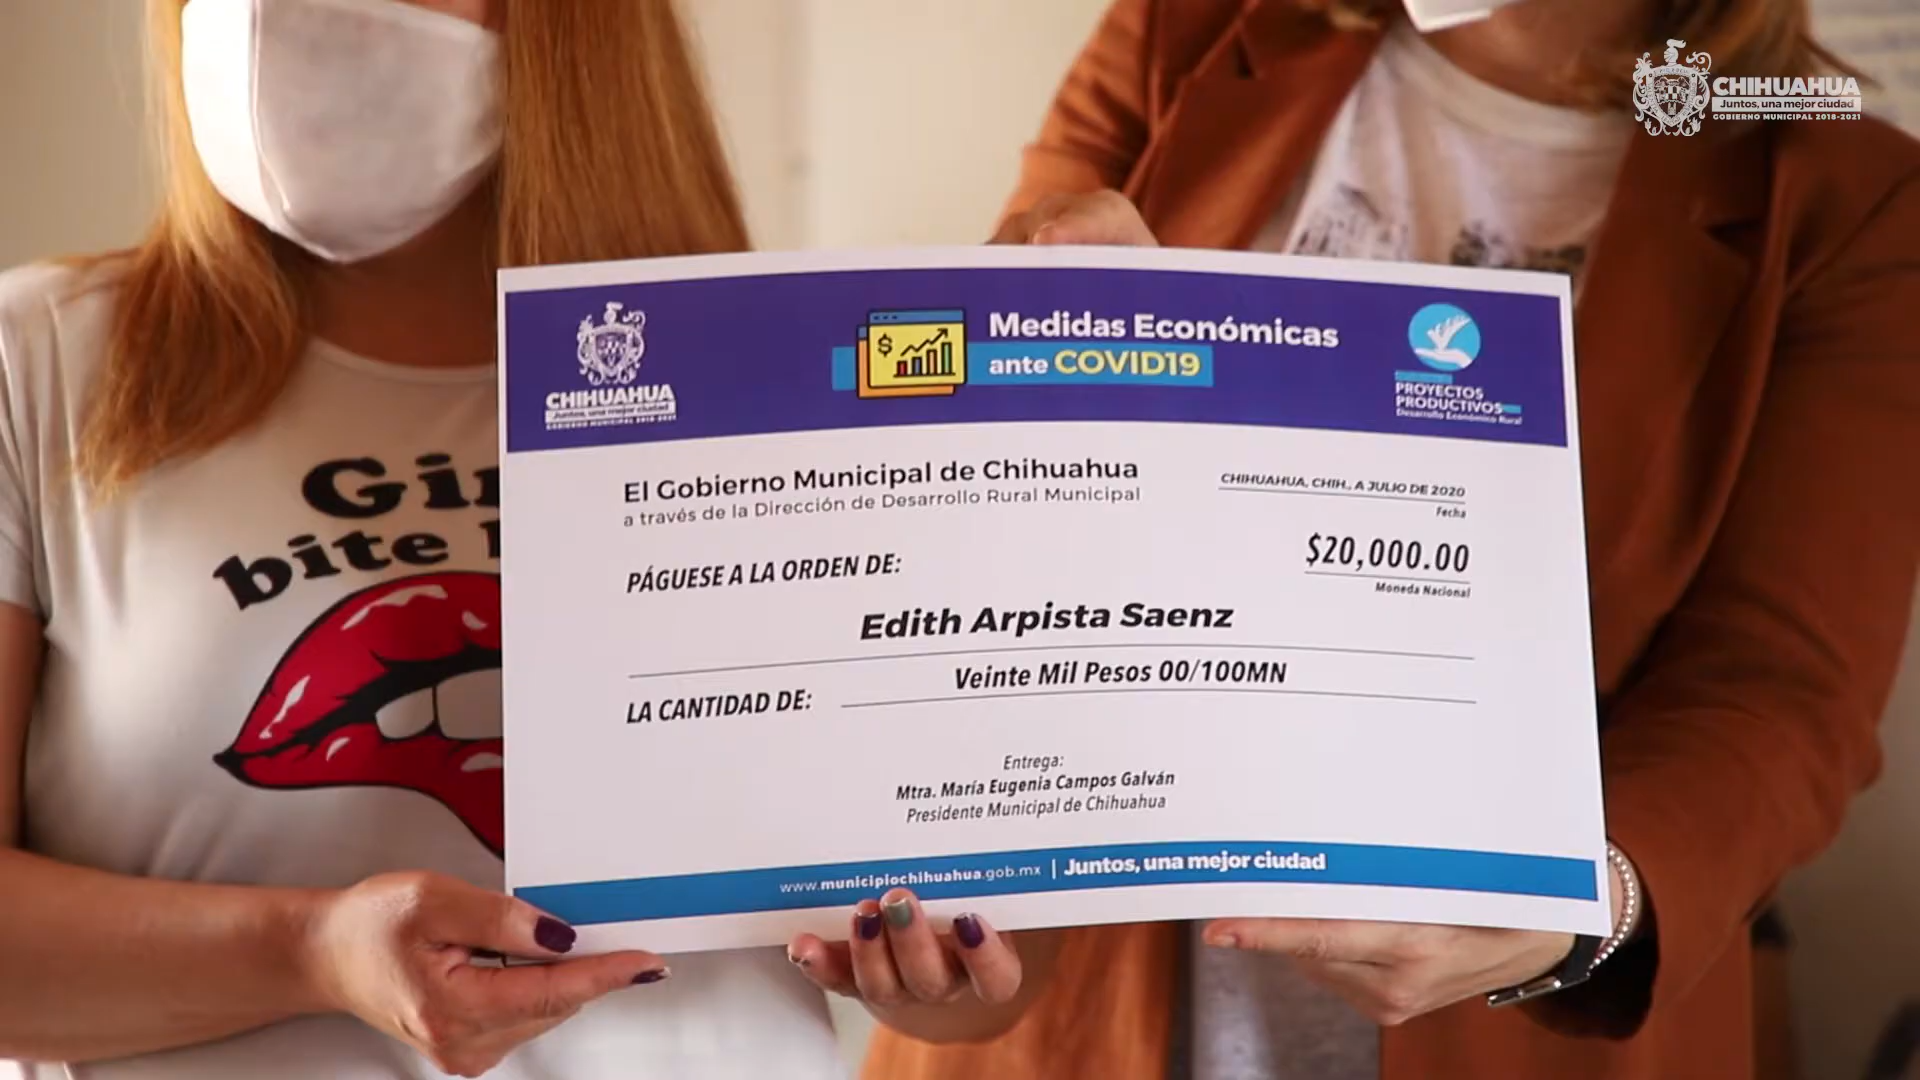 CHIHUAHUA
Juntos, una mejor ciudad
GOBIERNO MUNICIPAL 2018-2021
CHIHUAHUA
Juntos, una mejor ciudad
GOBIERNO MUNICIPAL 2018-2021
Medidas Económicas
ante COVID19
$
PROYECTOS
PRODUCTIVOS
Desarrollo Económico Rural
El Gobierno Municipal de Chihuahua
a través de la Dirección de Desarrollo Rural Municipal
CHIHUAHUA, CHIH., A JULIO DE 2020
Fecha
$20,000.00
Moneda Nacional
PÁGUESE A LA ORDEN DE:
Edith Arpista Saenz
Veinte Mil Pesos 00/100MN
LA CANTIDAD DE:
Entrega:
Mtra. María Eugenia Campos Galván
Presidente Municipal de Chihuahua
www.municipiochihuahua.gob.mx | Juntos, una mejor ciudad
bite